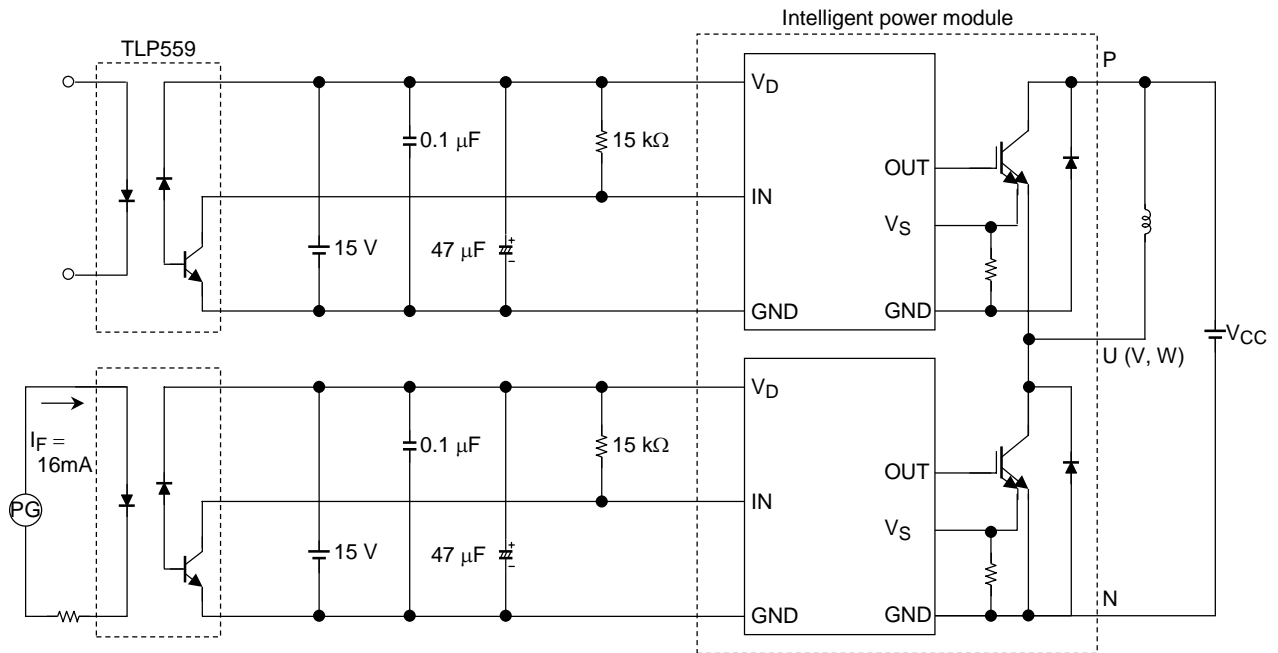 Intelligent power module
TLP559
P
V_D
0.1 μF
15 kΩ
OUT
IN
V_S
15 V
47 μF
+
−
GND
GND
V_CC
U (V, W)
V_D
I_F =
16mA
0.1 μF
15 kΩ
OUT
PG
IN
V_S
15 V
47 μF
+
−
N
GND
GND